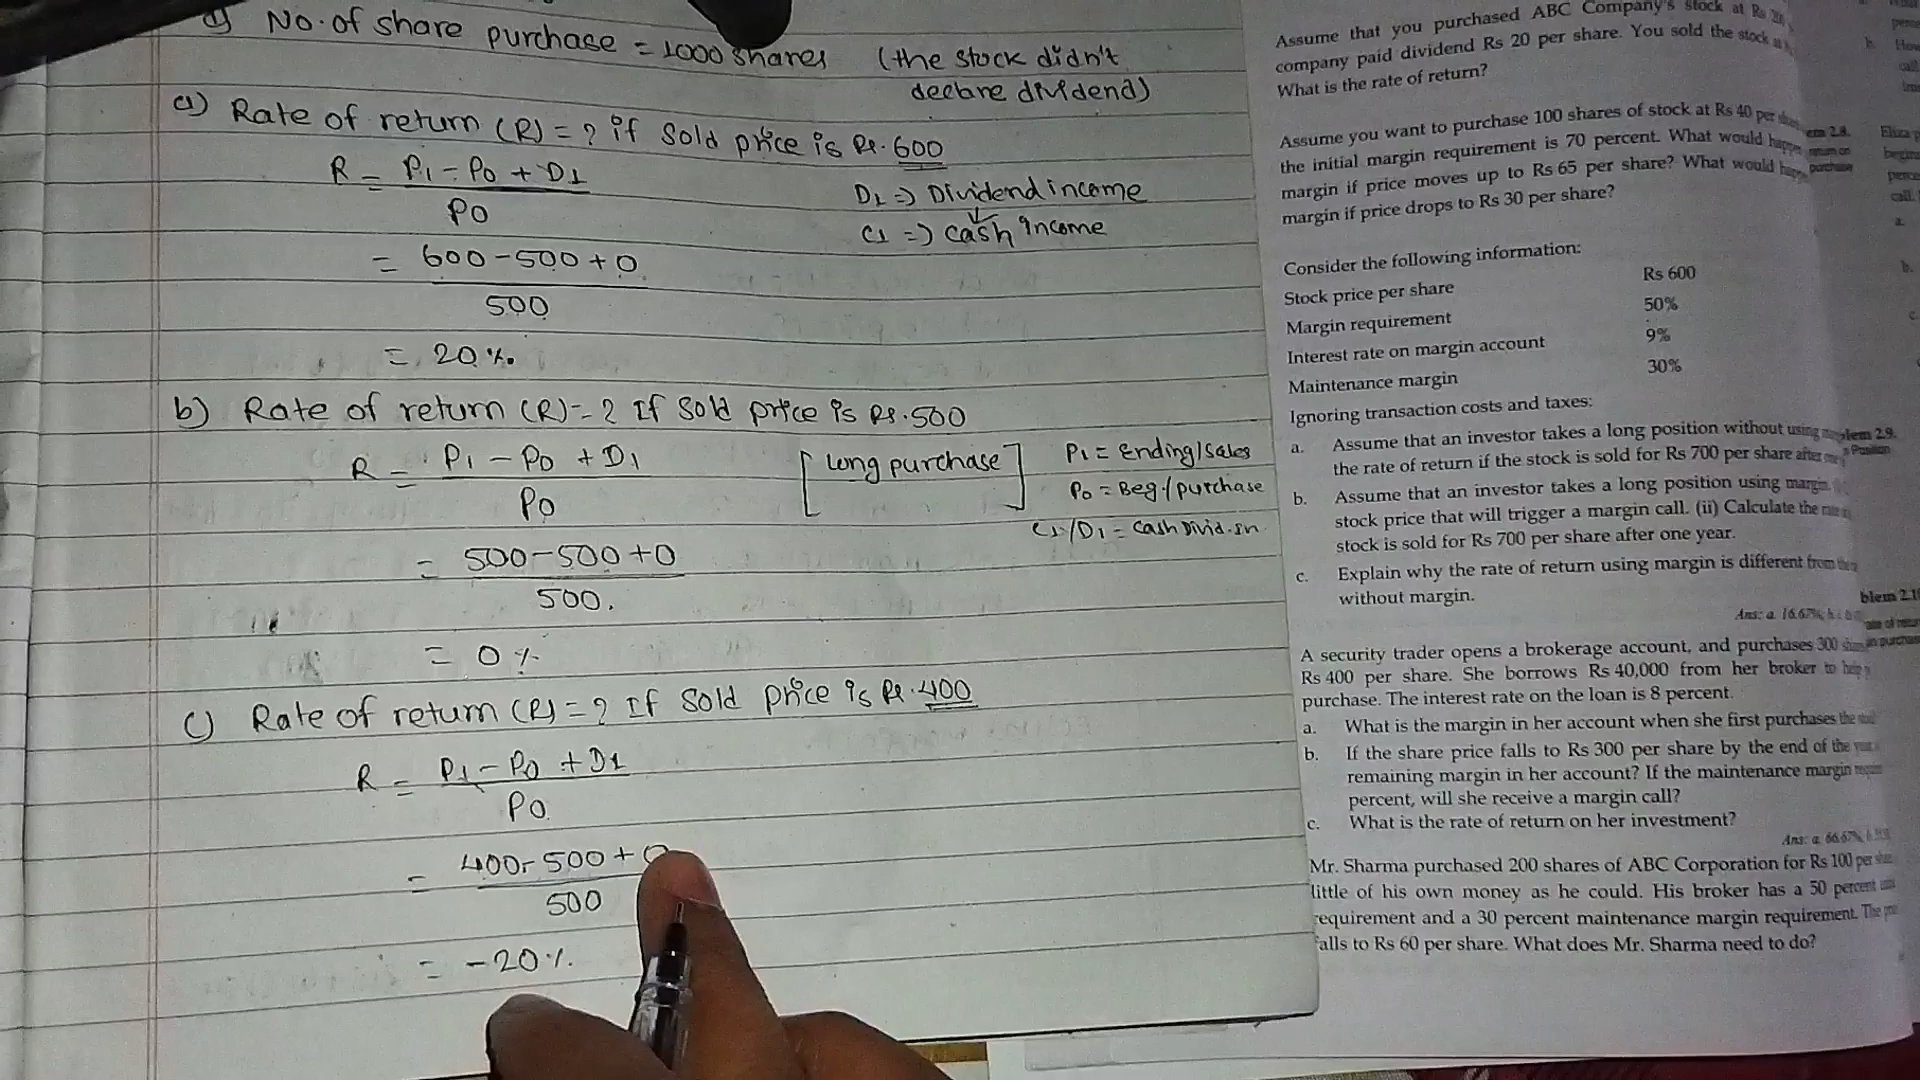 No. of share purchase = 1000 shares (the stock didn't
declare dividend)
a) Rate of return (R) = ? if sold price is Rs. 600
R = P1 - P0 + D1
P0
D1 => Dividend income
C1 => cash income
= 600 - 500 + 0
500
= 20%.
b) Rate of return (R) = ? If sold price is Rs. 500
R = P1 - P0 + D1
P0
[long purchase]
P1 = Ending/sales
P0 = Beg./purchase
C1/D1 = cash Divid. In
= 500 - 500 + 0
500.
= 0%
c) Rate of return (R) = ? If sold price is Rs. 400
R = P1 - P0 + D1
P0
= 400 - 500 + 0
500
= -20%.
Assume that you purchased ABC Company's stock at Rs
company paid dividend Rs 20 per share. You sold the stock
What is the rate of return?
Assume you want to purchase 100 shares of stock at Rs 40 per
the initial margin requirement is 70 percent. What would happen
margin if price moves up to Rs 65 per share? What would
margin if price drops to Rs 30 per share?
Consider the following information:
Stock price per share Rs 600
Margin requirement 50%
Interest rate on margin account 9%
Maintenance margin 30%
Ignoring transaction costs and taxes:
a. Assume that an investor takes a long position without using
the rate of return if the stock is sold for Rs 700 per share after
b. Assume that an investor takes a long position using margin.
stock price that will trigger a margin call. (ii) Calculate the
stock is sold for Rs 700 per share after one year.
c. Explain why the rate of return using margin is different from
without margin.
Ans: a. 16.67%;
A security trader opens a brokerage account, and purchases 300
Rs 400 per share. She borrows Rs 40,000 from her broker to
purchase. The interest rate on the loan is 8 percent.
a. What is the margin in her account when she first purchases the
b. If the share price falls to Rs 300 per share by the end of the
remaining margin in her account? If the maintenance margin
percent, will she receive a margin call?
c. What is the rate of return on her investment?
Ans: a. 66.67%,
Mr. Sharma purchased 200 shares of ABC Corporation for Rs 100 per
little of his own money as he could. His broker has a 50 percent
requirement and a 30 percent maintenance margin requirement. The
falls to Rs 60 per share. What does Mr. Sharma need to do?